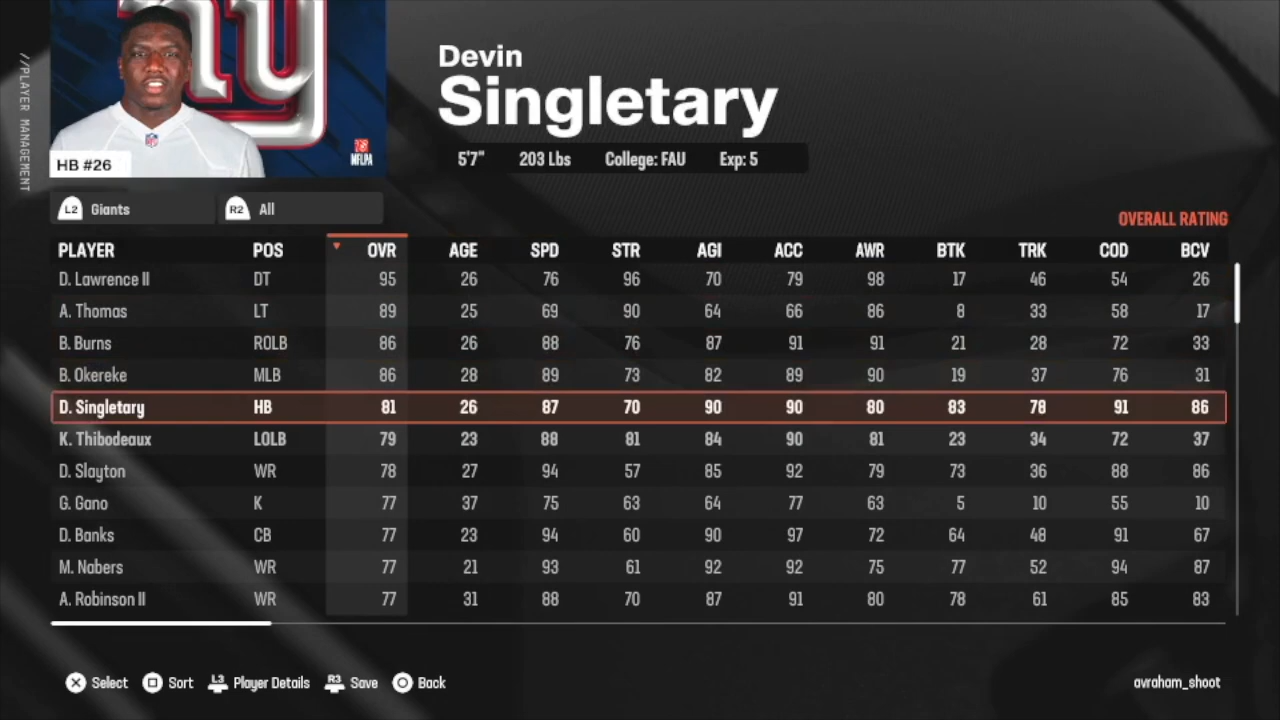 //PLAYER MANAGEMENT
ny
NFL
NFLPA
HB #26
Devin
Singletary
5'7" 203 Lbs College: FAU Exp: 5
L2 Giants R2 All
OVERALL RATING
PLAYER POS OVR AGE SPD STR AGI ACC AWR BTK TRK COD BCV
D. Lawrence II DT 95 26 76 96 70 79 98 17 46 54 26
A. Thomas LT 89 25 69 90 64 66 86 8 33 58 17
B. Burns ROLB 86 26 88 76 87 91 91 21 28 72 33
B. Okereke MLB 86 28 89 73 82 89 90 19 37 76 31
D. Singletary HB 81 26 87 70 90 90 80 83 78 91 86
K. Thibodeaux LOLB 79 23 88 81 84 90 81 23 34 72 37
D. Slayton WR 78 27 94 57 85 92 79 73 36 88 86
G. Gano K 77 37 75 63 64 77 63 5 10 55 10
D. Banks CB 77 23 94 60 90 97 72 64 48 91 67
M. Nabers WR 77 21 93 61 92 92 75 77 52 94 87
A. Robinson II WR 77 31 88 70 87 91 80 78 61 85 83
Select Sort L3 Player Details R3 Save Back
avraham_shoot